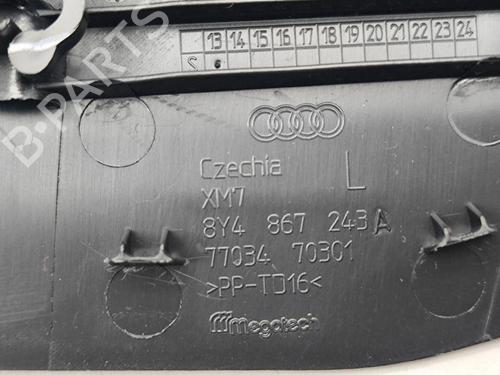 13 14 15 16 17 18 19 20 21 22 23 24
S
Czechia L
XM7
8Y4 867 243 A
77034 70301
>PP-TD16<
megatech
B-PARTS